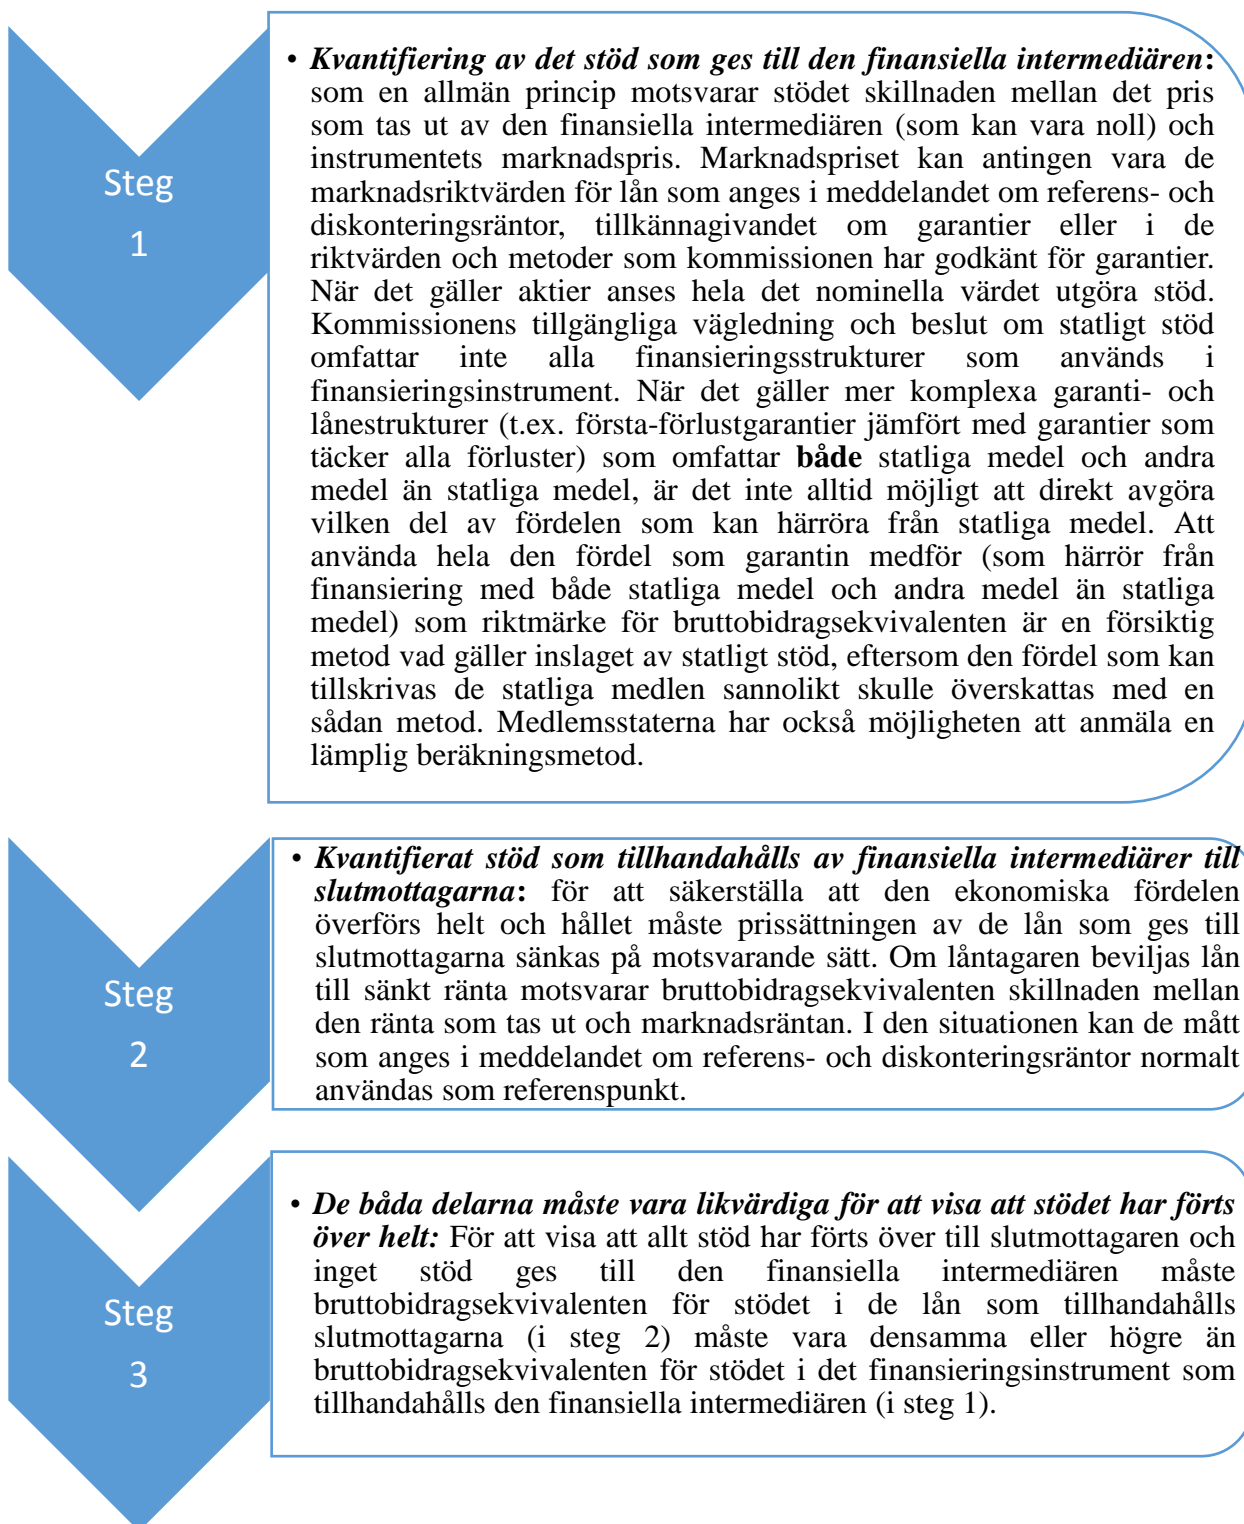 Steg
1
• Kvantifiering av det stöd som ges till den finansiella intermediären:
som en allmän princip motsvarar stödet skillnaden mellan det pris
som tas ut av den finansiella intermediären (som kan vara noll) och
instrumentets marknadspris. Marknadspriset kan antingen vara de
marknadsriktvärden för lån som anges i meddelandet om referens- och
diskonteringsräntor, tillkännagivandet om garantier eller i de
riktvärden och metoder som kommissionen har godkänt för garantier.
När det gäller aktier anses hela det nominella värdet utgöra stöd.
Kommissionens tillgängliga vägledning och beslut om statligt stöd
omfattar inte alla finansieringsstrukturer som används i
finansieringsinstrument. När det gäller mer komplexa garanti- och
lånestrukturer (t.ex. första-förlustgarantier jämfört med garantier som
täcker alla förluster) som omfattar både statliga medel och andra
medel än statliga medel, är det inte alltid möjligt att direkt avgöra
vilken del av fördelen som kan härröra från statliga medel. Att
använda hela den fördel som garantin medför (som härrör från
finansiering med både statliga medel och andra medel än statliga
medel) som riktmärke för bruttobidragsekvivalenten är en försiktig
metod vad gäller inslaget av statligt stöd, eftersom den fördel som kan
tillskrivas de statliga medlen sannolikt skulle överskattas med en
sådan metod. Medlemsstaterna har också möjligheten att anmäla en
lämplig beräkningsmetod.
Steg
2
• Kvantifierat stöd som tillhandahålls av finansiella intermediärer till
slutmottagarna: för att säkerställa att den ekonomiska fördelen
överförs helt och hållet måste prissättningen av de lån som ges till
slutmottagarna sänkas på motsvarande sätt. Om låntagaren beviljas lån
till sänkt ränta motsvarar bruttobidragsekvivalenten skillnaden mellan
den ränta som tas ut och marknadsräntan. I den situationen kan de mått
som anges i meddelandet om referens- och diskonteringsräntor normalt
användas som referenspunkt.
Steg
3
• De båda delarna måste vara likvärdiga för att visa att stödet har förts
över helt: För att visa att allt stöd har förts över till slutmottagaren och
inget stöd ges till den finansiella intermediären måste
bruttobidragsekvivalenten för stödet i de lån som tillhandahålls
slutmottagarna (i steg 2) måste vara densamma eller högre än
bruttobidragsekvivalenten för stödet i det finansieringsinstrument som
tillhandahålls den finansiella intermediären (i steg 1).